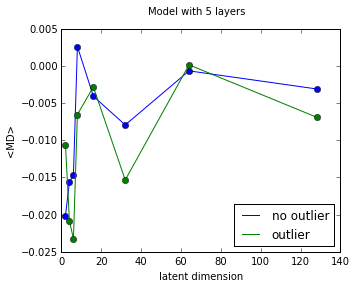 Model with 5 layers
0.005
0.000
−0.005
−0.010
−0.015
−0.020
−0.025
<MD>
no outlier
outlier
0 20 40 60 80 100 120 140
latent dimension